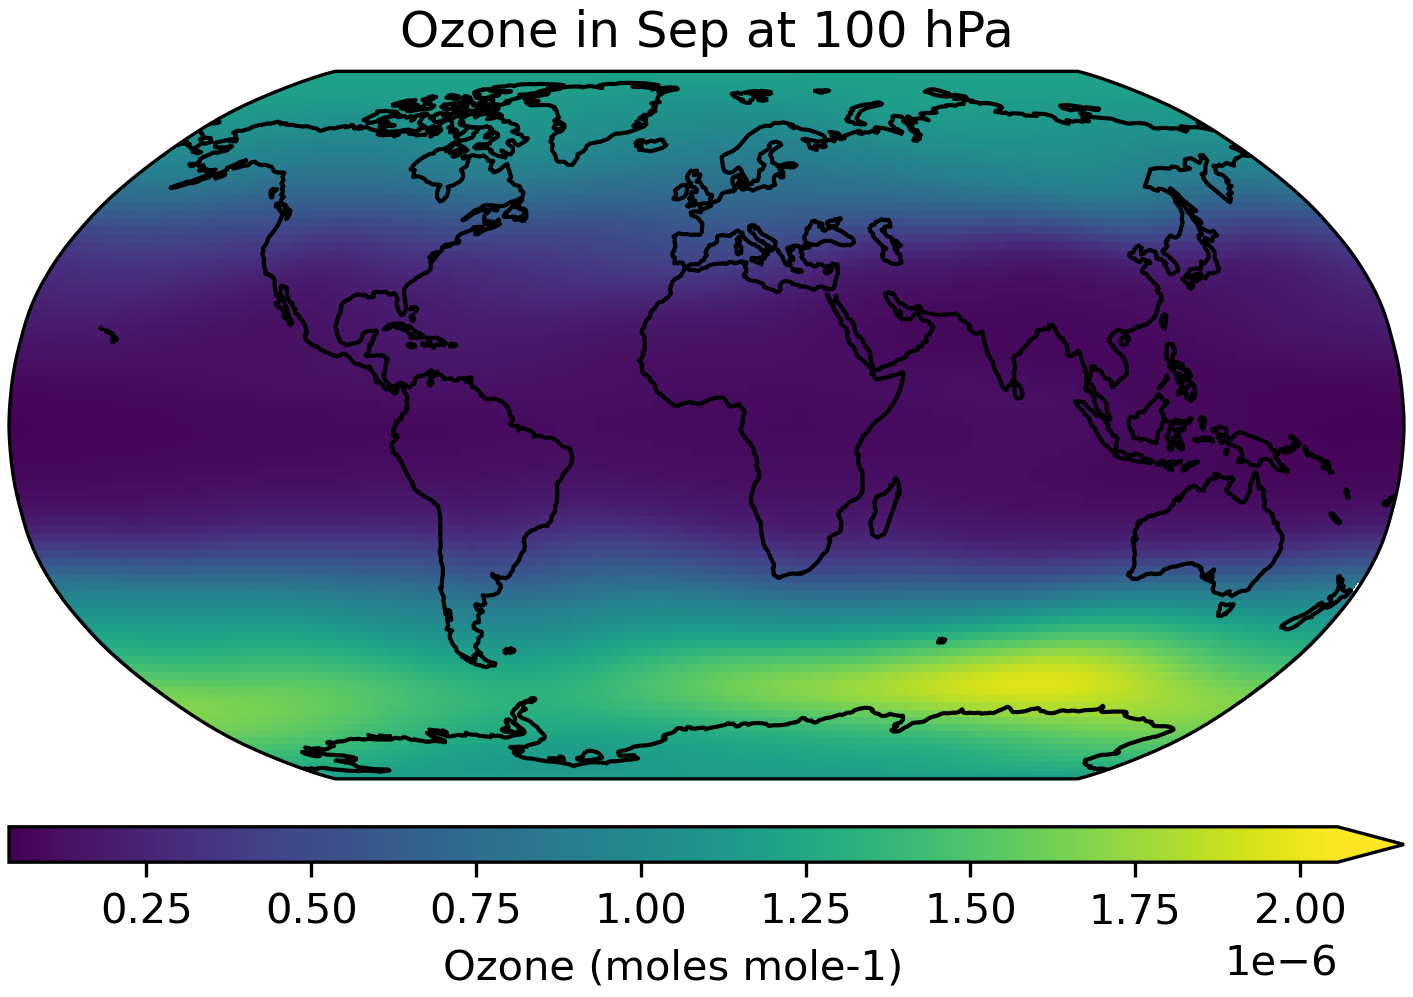 Ozone in Sep at 100 hPa
0.25 0.50 0.75 1.00 1.25 1.50 1.75 2.00
1e−6
Ozone (moles mole-1)